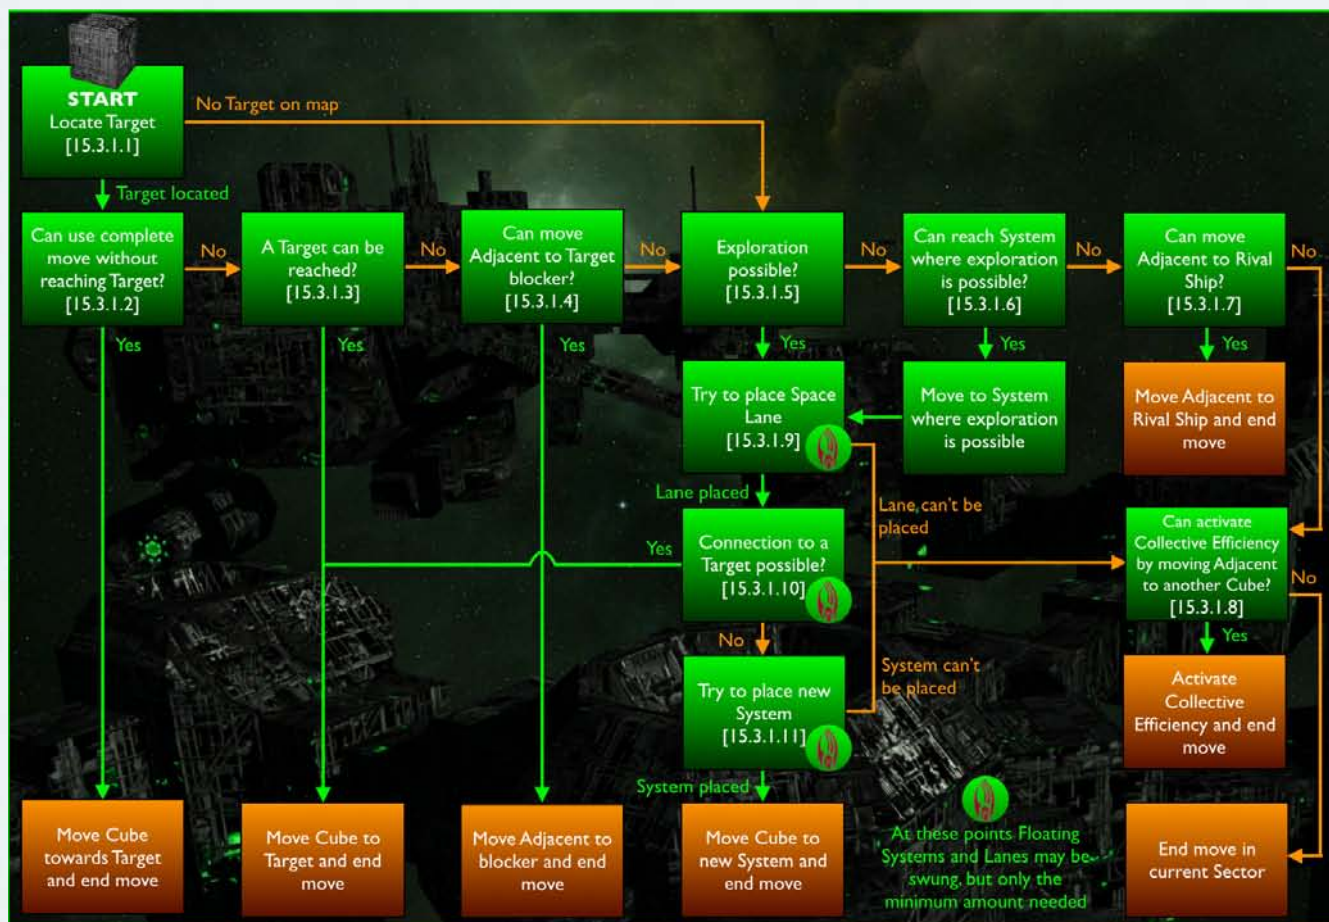 START
Locate Target
[15.3.1.1]
No Target on map
Target located
Can use complete
move without
reaching Target?
[15.3.1.2]
No
A Target can be
reached?
[15.3.1.3]
No
Can move
Adjacent to Target
blocker?
[15.3.1.4]
No
Exploration
possible?
[15.3.1.5]
No
Can reach System
where exploration
is possible?
[15.3.1.6]
No
Can move
Adjacent to Rival
Ship?
[15.3.1.7]
No
Yes
Yes
Yes
Yes
Yes
Yes
Try to place Space
Lane
[15.3.1.9]
Move to System
where exploration
is possible
Move Adjacent to
Rival Ship and end
move
Lane placed
Lane can't be
placed
Yes
Connection to a
Target possible?
[15.3.1.10]
Can activate
Collective Efficiency
by moving Adjacent
to another Cube?
[15.3.1.8]
No
No
Yes
System can't
be placed
Try to place new
System
[15.3.1.11]
Activate
Collective
Efficiency and end
move
System placed
Move Cube
towards Target
and end move
Move Cube to
Target and end
move
Move Adjacent to
blocker and end
move
Move Cube to
new System and
end move
At these points Floating
Systems and Lanes may be
swung, but only the
minimum amount needed
End move in
current Sector